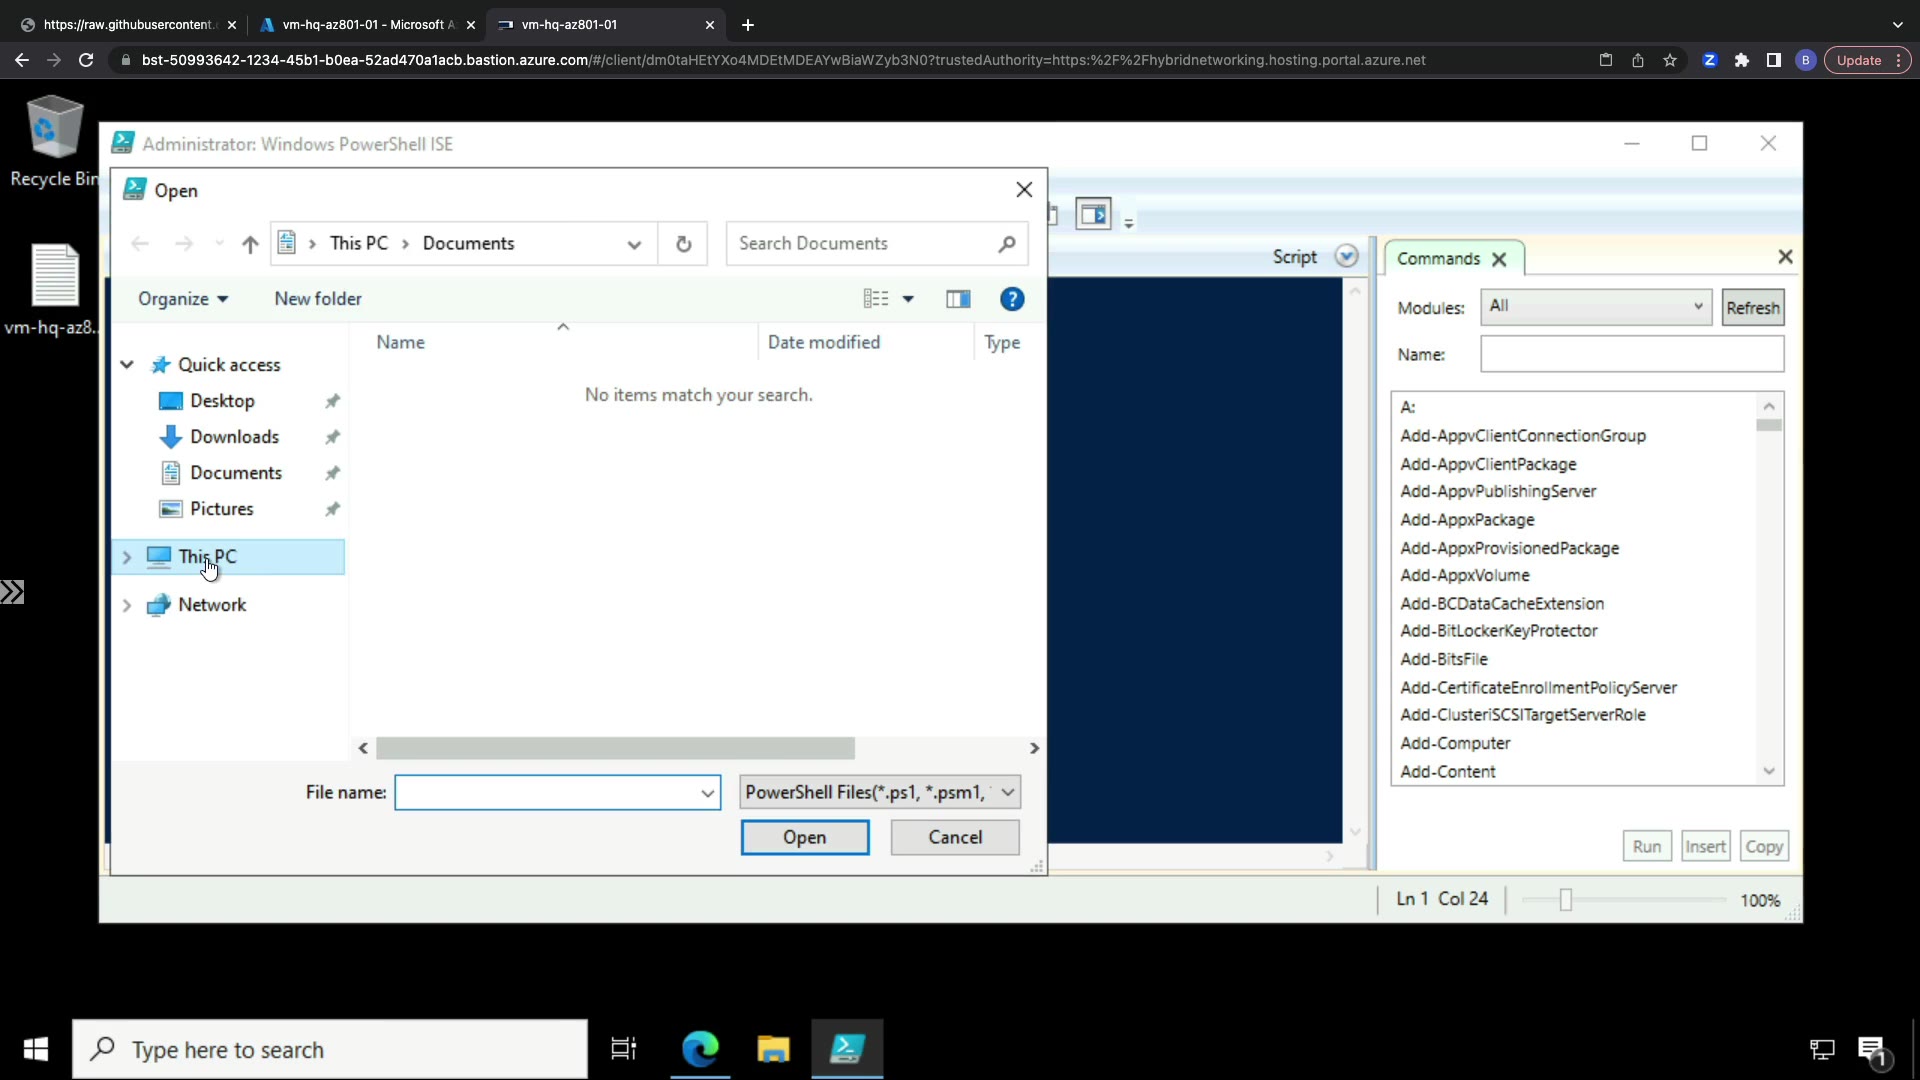 https://raw.githubusercontent.
vm-hq-az801-01 - Microsoft A
vm-hq-az801-01
bst-50993642-1234-45b1-b0ea-52ad470a1acb.bastion.azure.com/#/client/dm0taHEtYXo4MDEtMDEAYwBiaWZyb3N0?trustedAuthority=https:%2F%2Fhybridnetworking.hosting.portal.azure.net
Z
B
Update
Recycle Bin
vm-hq-az8..
Administrator: Windows PowerShell ISE
Open
This PC > Documents
Search Documents
Organize
New folder
Name
Date modified
Type
No items match your search.
Quick access
Desktop
Downloads
Documents
Pictures
This PC
Network
File name:
PowerShell Files(*.ps1, *.psm1,
Open
Cancel
Script
Commands
Modules:
All
Refresh
Name:
A:
Add-AppvClientConnectionGroup
Add-AppvClientPackage
Add-AppvPublishingServer
Add-AppxPackage
Add-AppxProvisionedPackage
Add-AppxVolume
Add-BCDataCacheExtension
Add-BitLockerKeyProtector
Add-BitsFile
Add-CertificateEnrollmentPolicyServer
Add-ClusteriSCSITargetServerRole
Add-Computer
Add-Content
Run
Insert
Copy
Ln 1 Col 24
100%
Type here to search
1